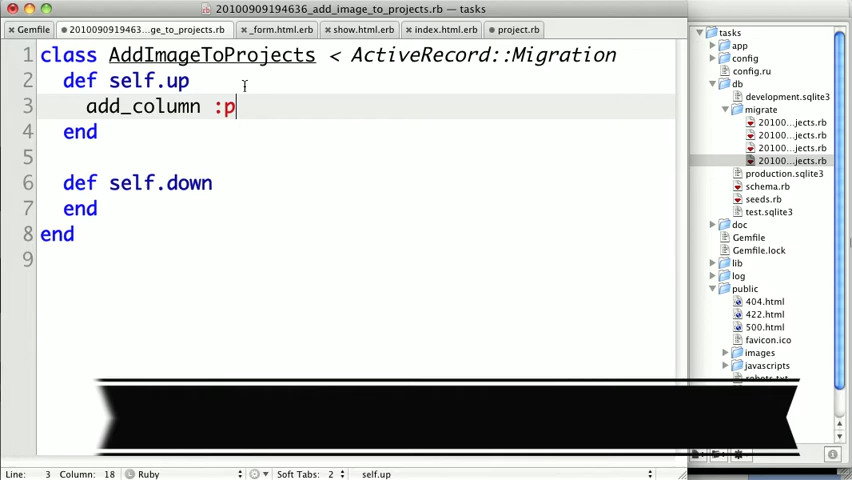 20100909194636_add_image_to_projects.rb — tasks
Gemfile
2010090919463...ge_to_projects.rb
_form.html.erb
show.html.erb
index.html.erb
project.rb
1 class AddImageToProjects < ActiveRecord::Migration
2 def self.up
3 add_column :p
4 end
5
6 def self.down
7 end
8 end
9
tasks
app
config
config.ru
db
development.sqlite3
migrate
20100...jects.rb
20100...jects.rb
20100...jects.rb
20100...jects.rb
production.sqlite3
schema.rb
seeds.rb
test.sqlite3
doc
Gemfile
Gemfile.lock
lib
log
public
404.html
422.html
500.html
favicon.ico
images
javascripts
robots.txt
Line: 3 Column: 18 Ruby Soft Tabs: 2 self.up